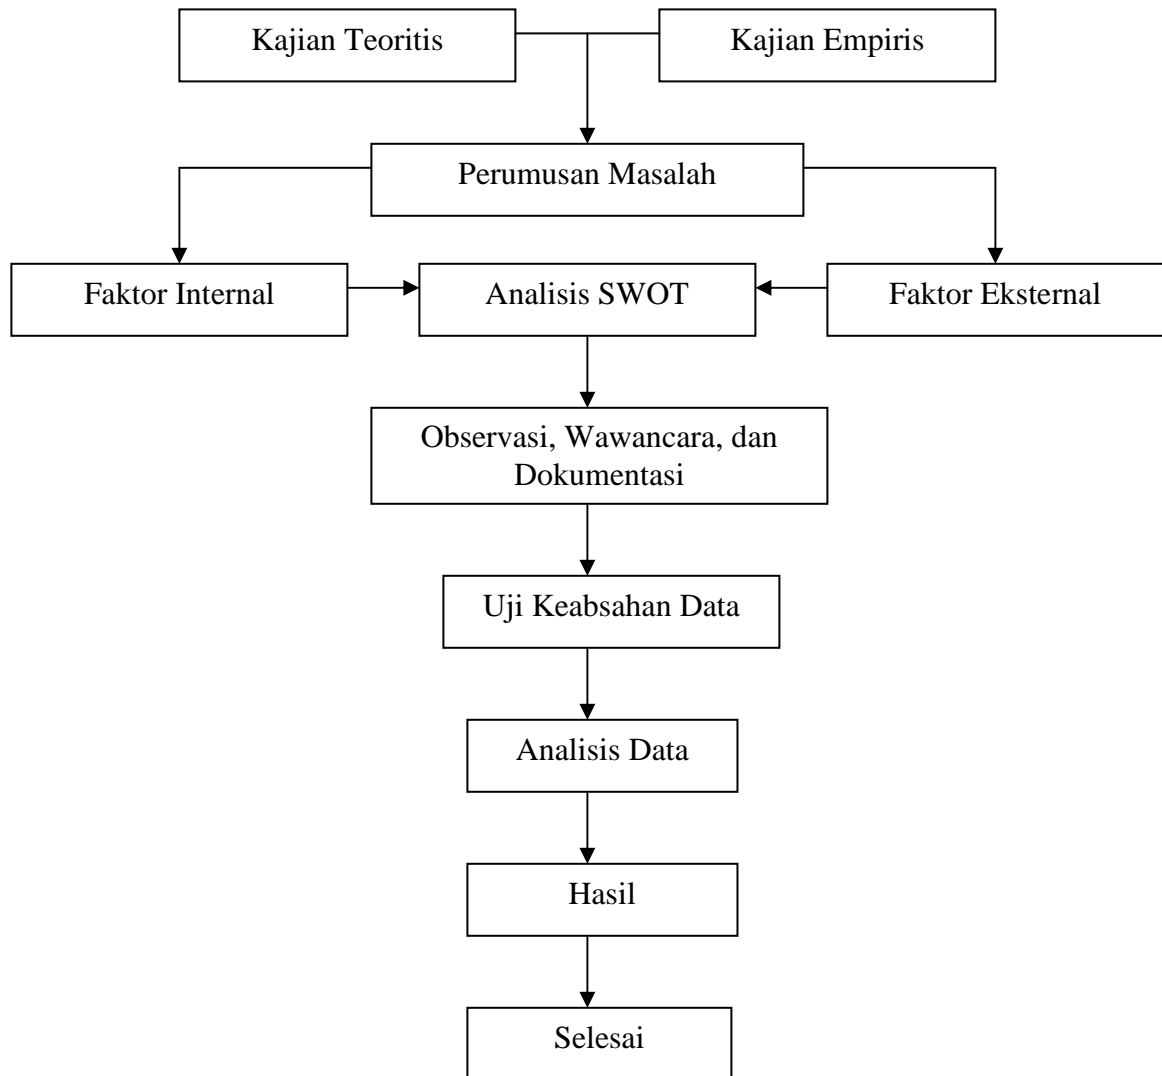 Kajian Teoritis
Kajian Empiris
Perumusan Masalah
Faktor Internal
Analisis SWOT
Faktor Eksternal
Observasi, Wawancara, dan
Dokumentasi
Uji Keabsahan Data
Analisis Data
Hasil
Selesai